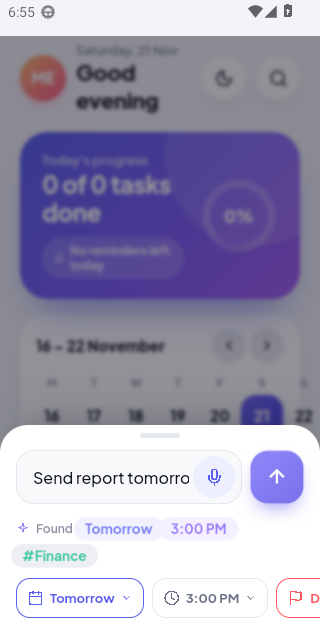 6:55
Saturday, 21 Nov
ME
Good
evening
Today's progress
0 of 0 tasks
done
0%
No reminders left
today
16 – 22 November
M T W T F S S
16 17 18 19 20 21 22
Send report tomorro
Found Tomorrow 3:00 PM
#Finance
Tomorrow 3:00 PM D